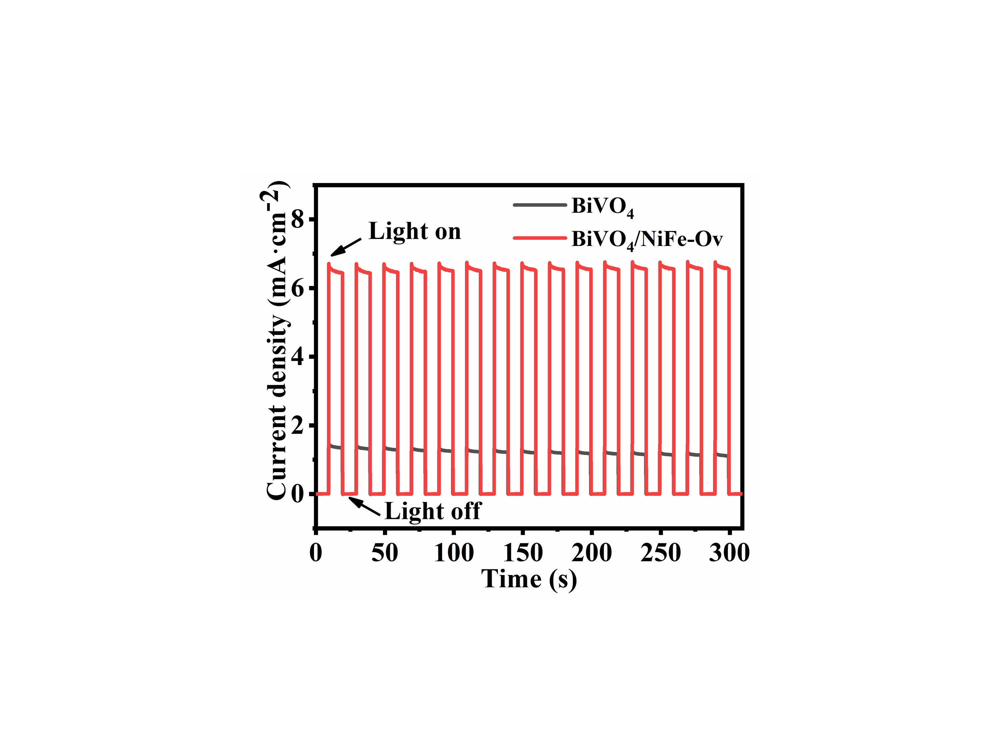 Current density (mA·cm⁻²)
8
6
4
2
0
BiVO₄
BiVO₄/NiFe-Ov
Light on
Light off
0 50 100 150 200 250 300
Time (s)